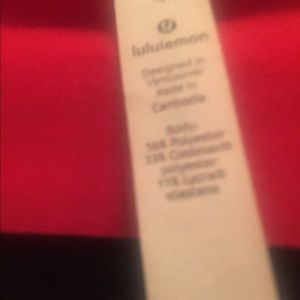 lululemon
Designed in
Vancouver
Made in
Cambodia
Body:
56% Polyester
33% Coolmax®
polyester
11% Lycra®
elastane